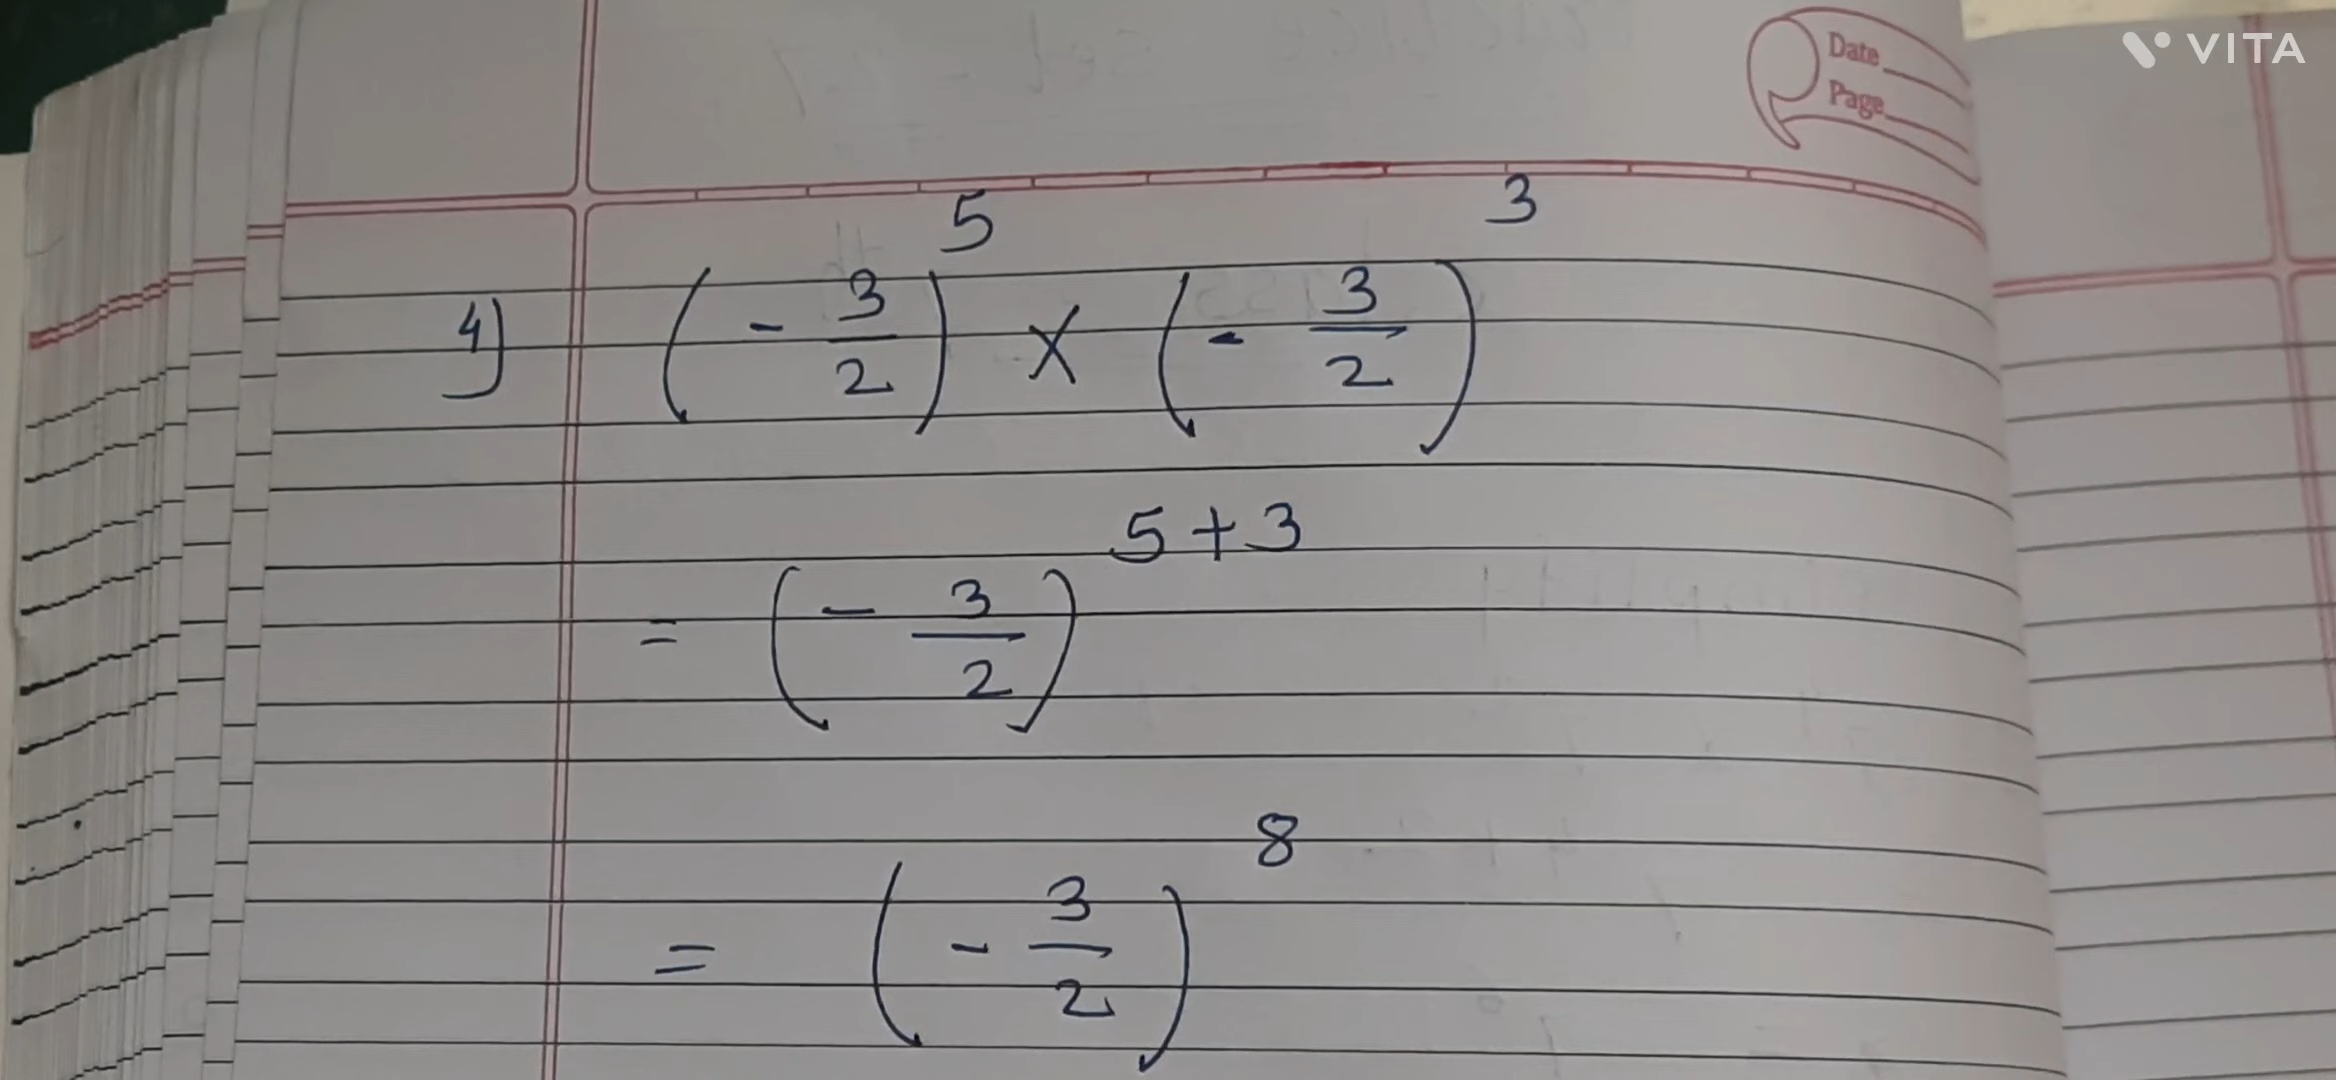 VITA
Date
Page
4) (- 3/2)^5 × (- 3/2)^3
= (- 3/2)^5+3
= (- 3/2)^8